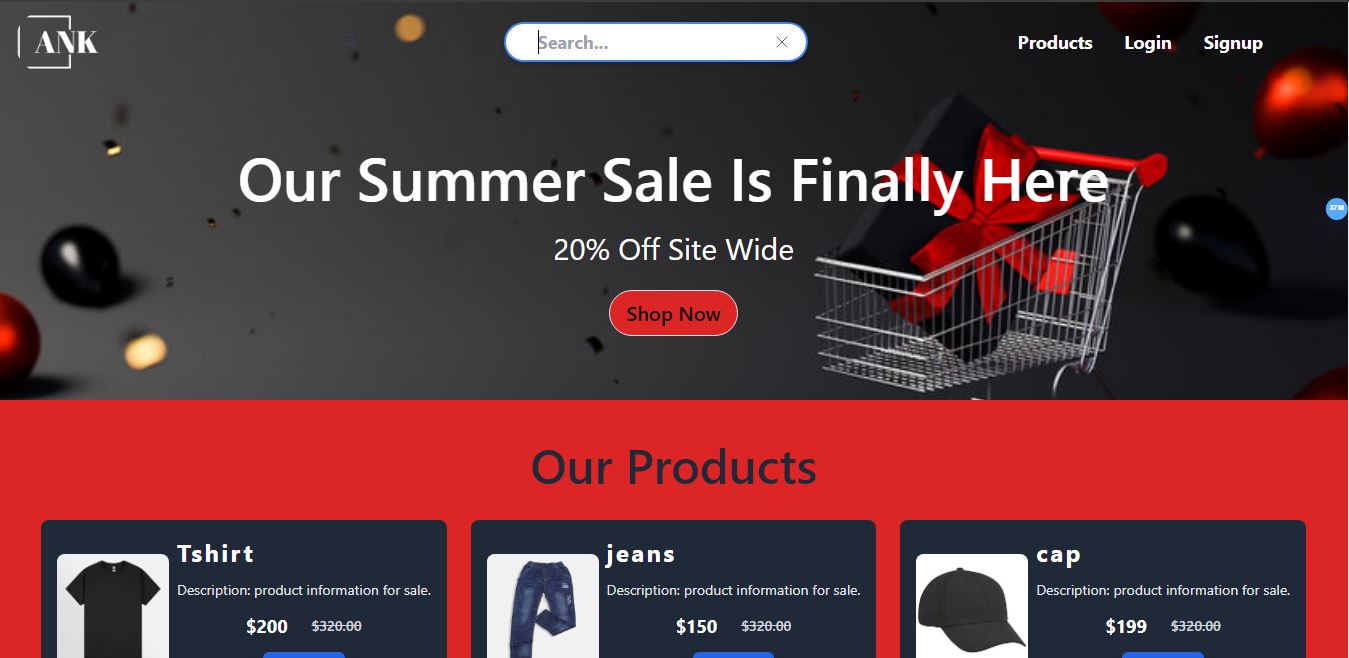 ANK
Search...
Products Login Signup
Our Summer Sale Is Finally Here
20% Off Site Wide
Shop Now
Our Products
Tshirt
Description: product information for sale.
$200 $320.00
jeans
Description: product information for sale.
$150 $320.00
cap
Description: product information for sale.
$199 $320.00